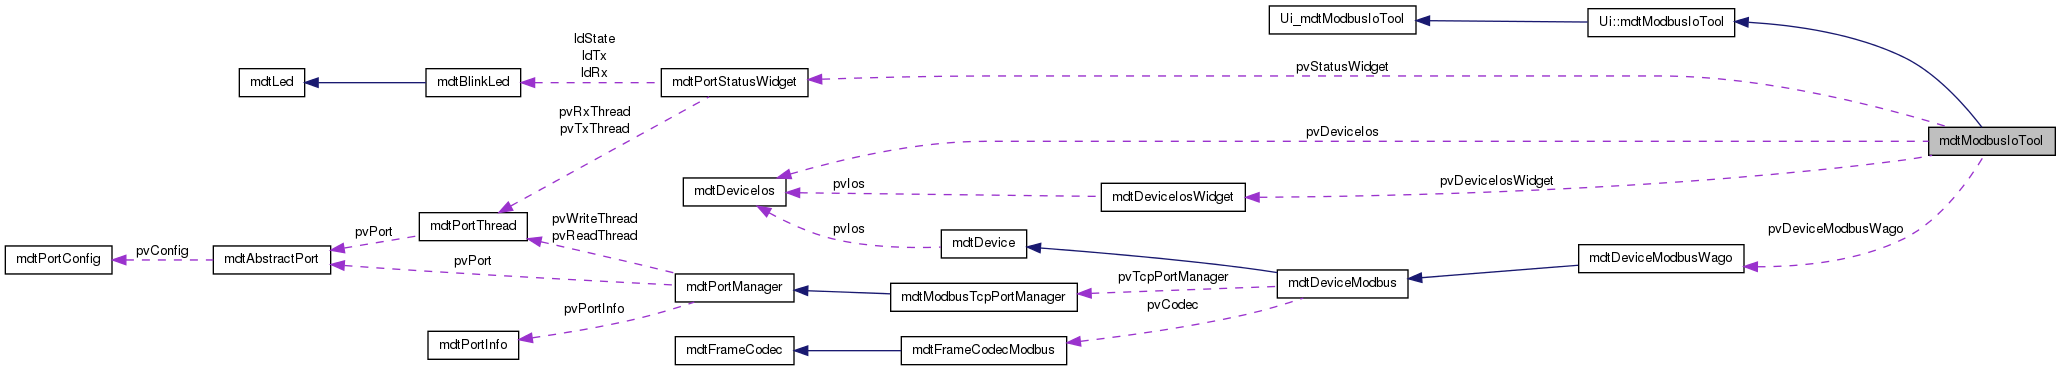 Ui_mdtModbusIoTool
Ui::mdtModbusIoTool
ldState
ldTx
ldRx
mdtLed
mdtBlinkLed
mdtPortStatusWidget
pvStatusWidget
pvRxThread
pvTxThread
pvDeviceIos
mdtModbusIoTool
mdtDeviceIos
pvIos
mdtDeviceIosWidget
pvDeviceIosWidget
mdtPortThread
pvWriteThread
pvReadThread
pvIos
mdtDevice
pvDeviceModbusWago
mdtPortConfig
pvConfig
mdtAbstractPort
pvPort
pvPort
mdtDeviceModbusWago
mdtPortManager
mdtModbusTcpPortManager
pvTcpPortManager
mdtDeviceModbus
pvPortInfo
pvCodec
mdtPortInfo
mdtFrameCodec
mdtFrameCodecModbus